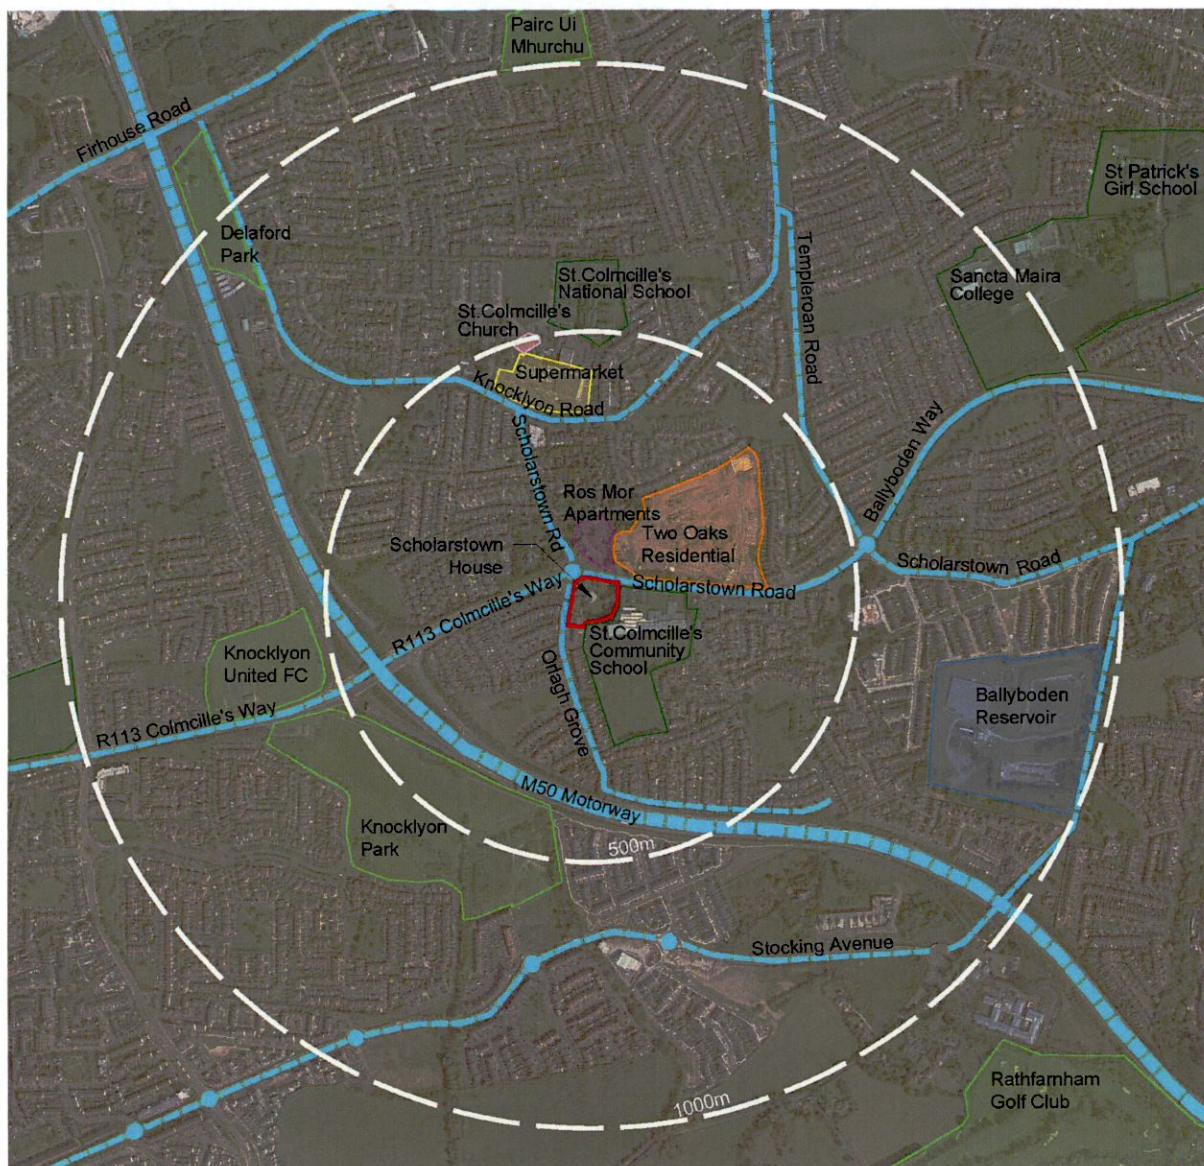 Pairc Ui
Mhurchu
Firhouse Road
St Patrick's
Girl School
Delaford
Park
Templeroan Road
St.Colmcille's
National School
Sancta Maira
College
St.Colmcille's
Church
Supermarket
Knocklyon Road
Scholarstown Rd
Ballyboden Way
Ros Mor
Apartments
Two Oaks
Residential
Scholarstown
House
Scholarstown Road
Scholarstown Road
R113 Colmcille's Way
St.Colmcille's
Community
School
Knocklyon
United FC
Orlagh Grove
Ballyboden
Reservoir
R113 Colmcille's Way
M50 Motorway
Knocklyon
Park
500m
Stocking Avenue
Rathfarnham
Golf Club
1000m